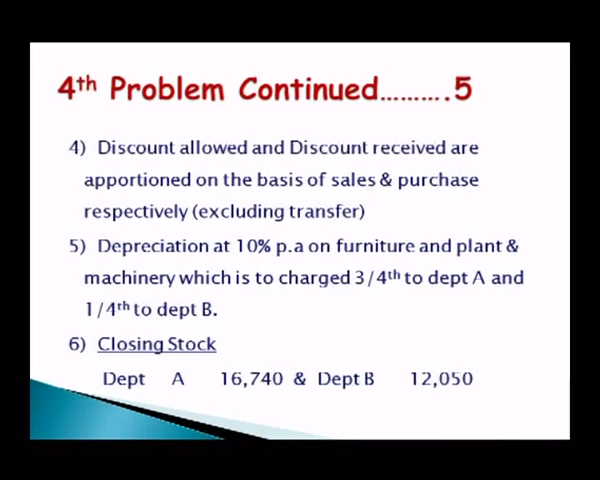 4th Problem Continued……….5
4) Discount allowed and Discount received are
apportioned on the basis of sales & purchase
respectively (excluding transfer)
5) Depreciation at 10% p.a on furniture and plant &
machinery which is to charged 3/4th to dept A and
1/4th to dept B.
6) Closing Stock
Dept A 16,740 & Dept B 12,050